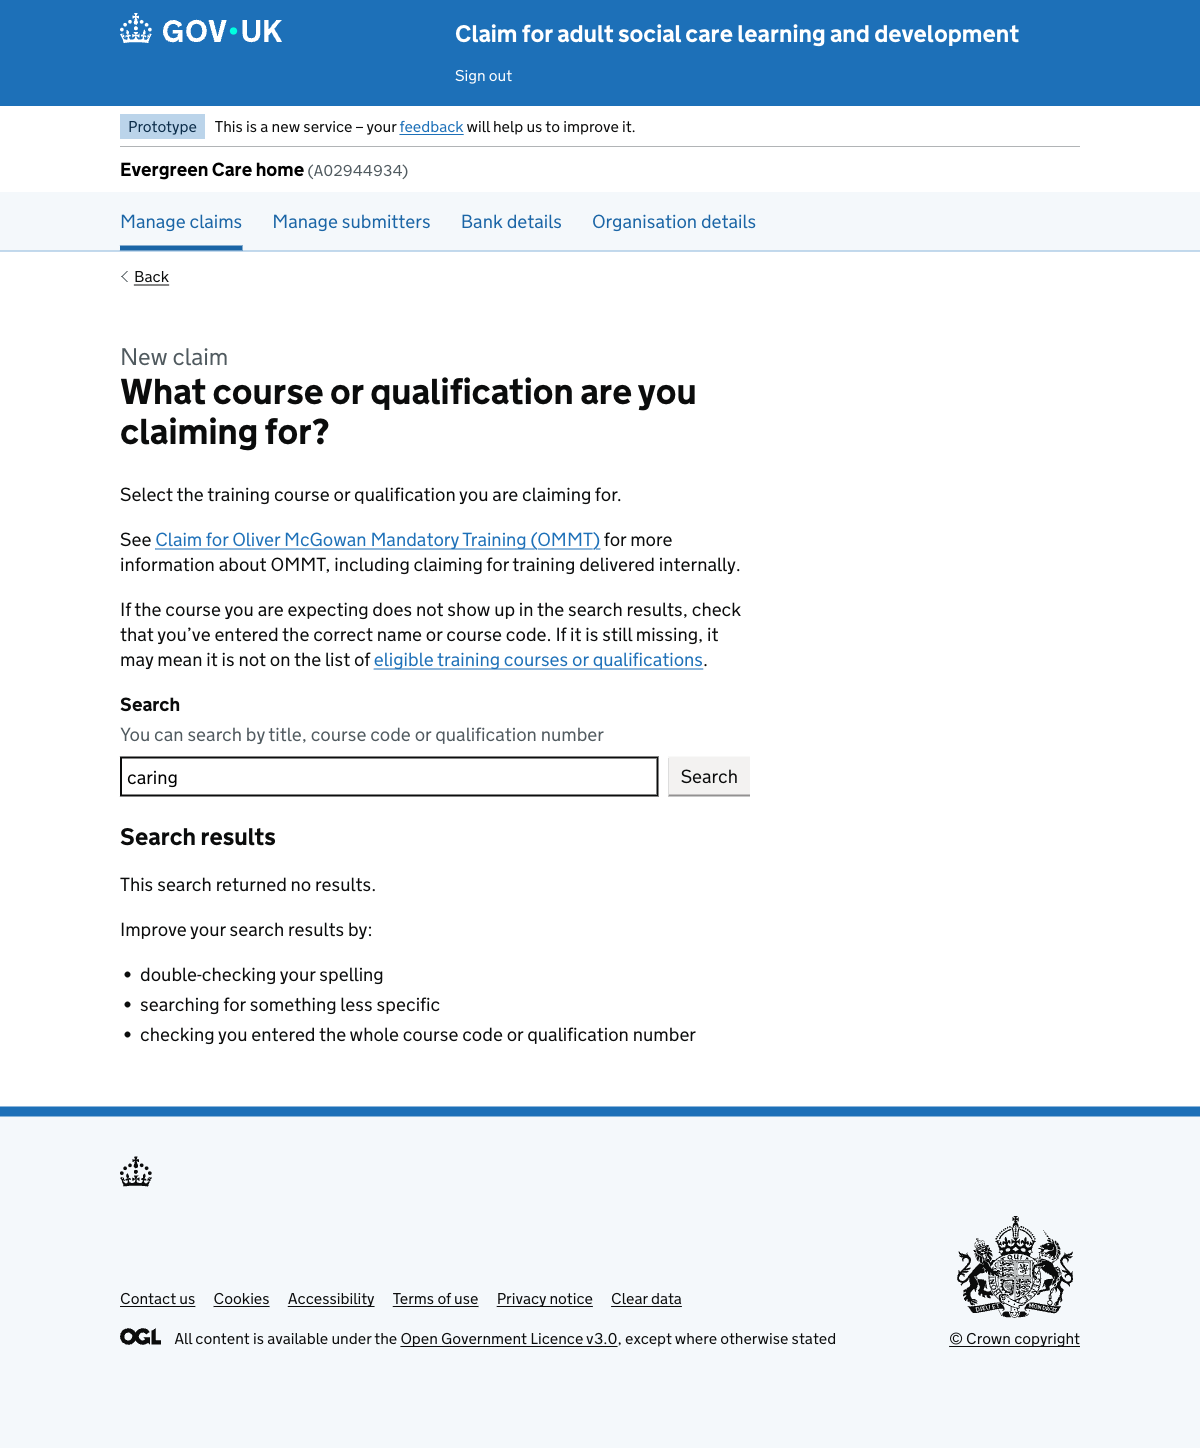 GOV·UK
Claim for adult social care learning and development
Sign out
Prototype This is a new service – your feedback will help us to improve it.
Evergreen Care home (A02944934)
Manage claims Manage submitters Bank details Organisation details
Back
New claim
What course or qualification are you
claiming for?
Select the training course or qualification you are claiming for.
See Claim for Oliver McGowan Mandatory Training (OMMT) for more
information about OMMT, including claiming for training delivered internally.
If the course you are expecting does not show up in the search results, check
that you’ve entered the correct name or course code. If it is still missing, it
may mean it is not on the list of eligible training courses or qualifications.
Search
You can search by title, course code or qualification number
caring Search
Search results
This search returned no results.
Improve your search results by:
• double-checking your spelling
• searching for something less specific
• checking you entered the whole course code or qualification number
Contact us Cookies Accessibility Terms of use Privacy notice Clear data
OGL All content is available under the Open Government Licence v3.0, except where otherwise stated
© Crown copyright